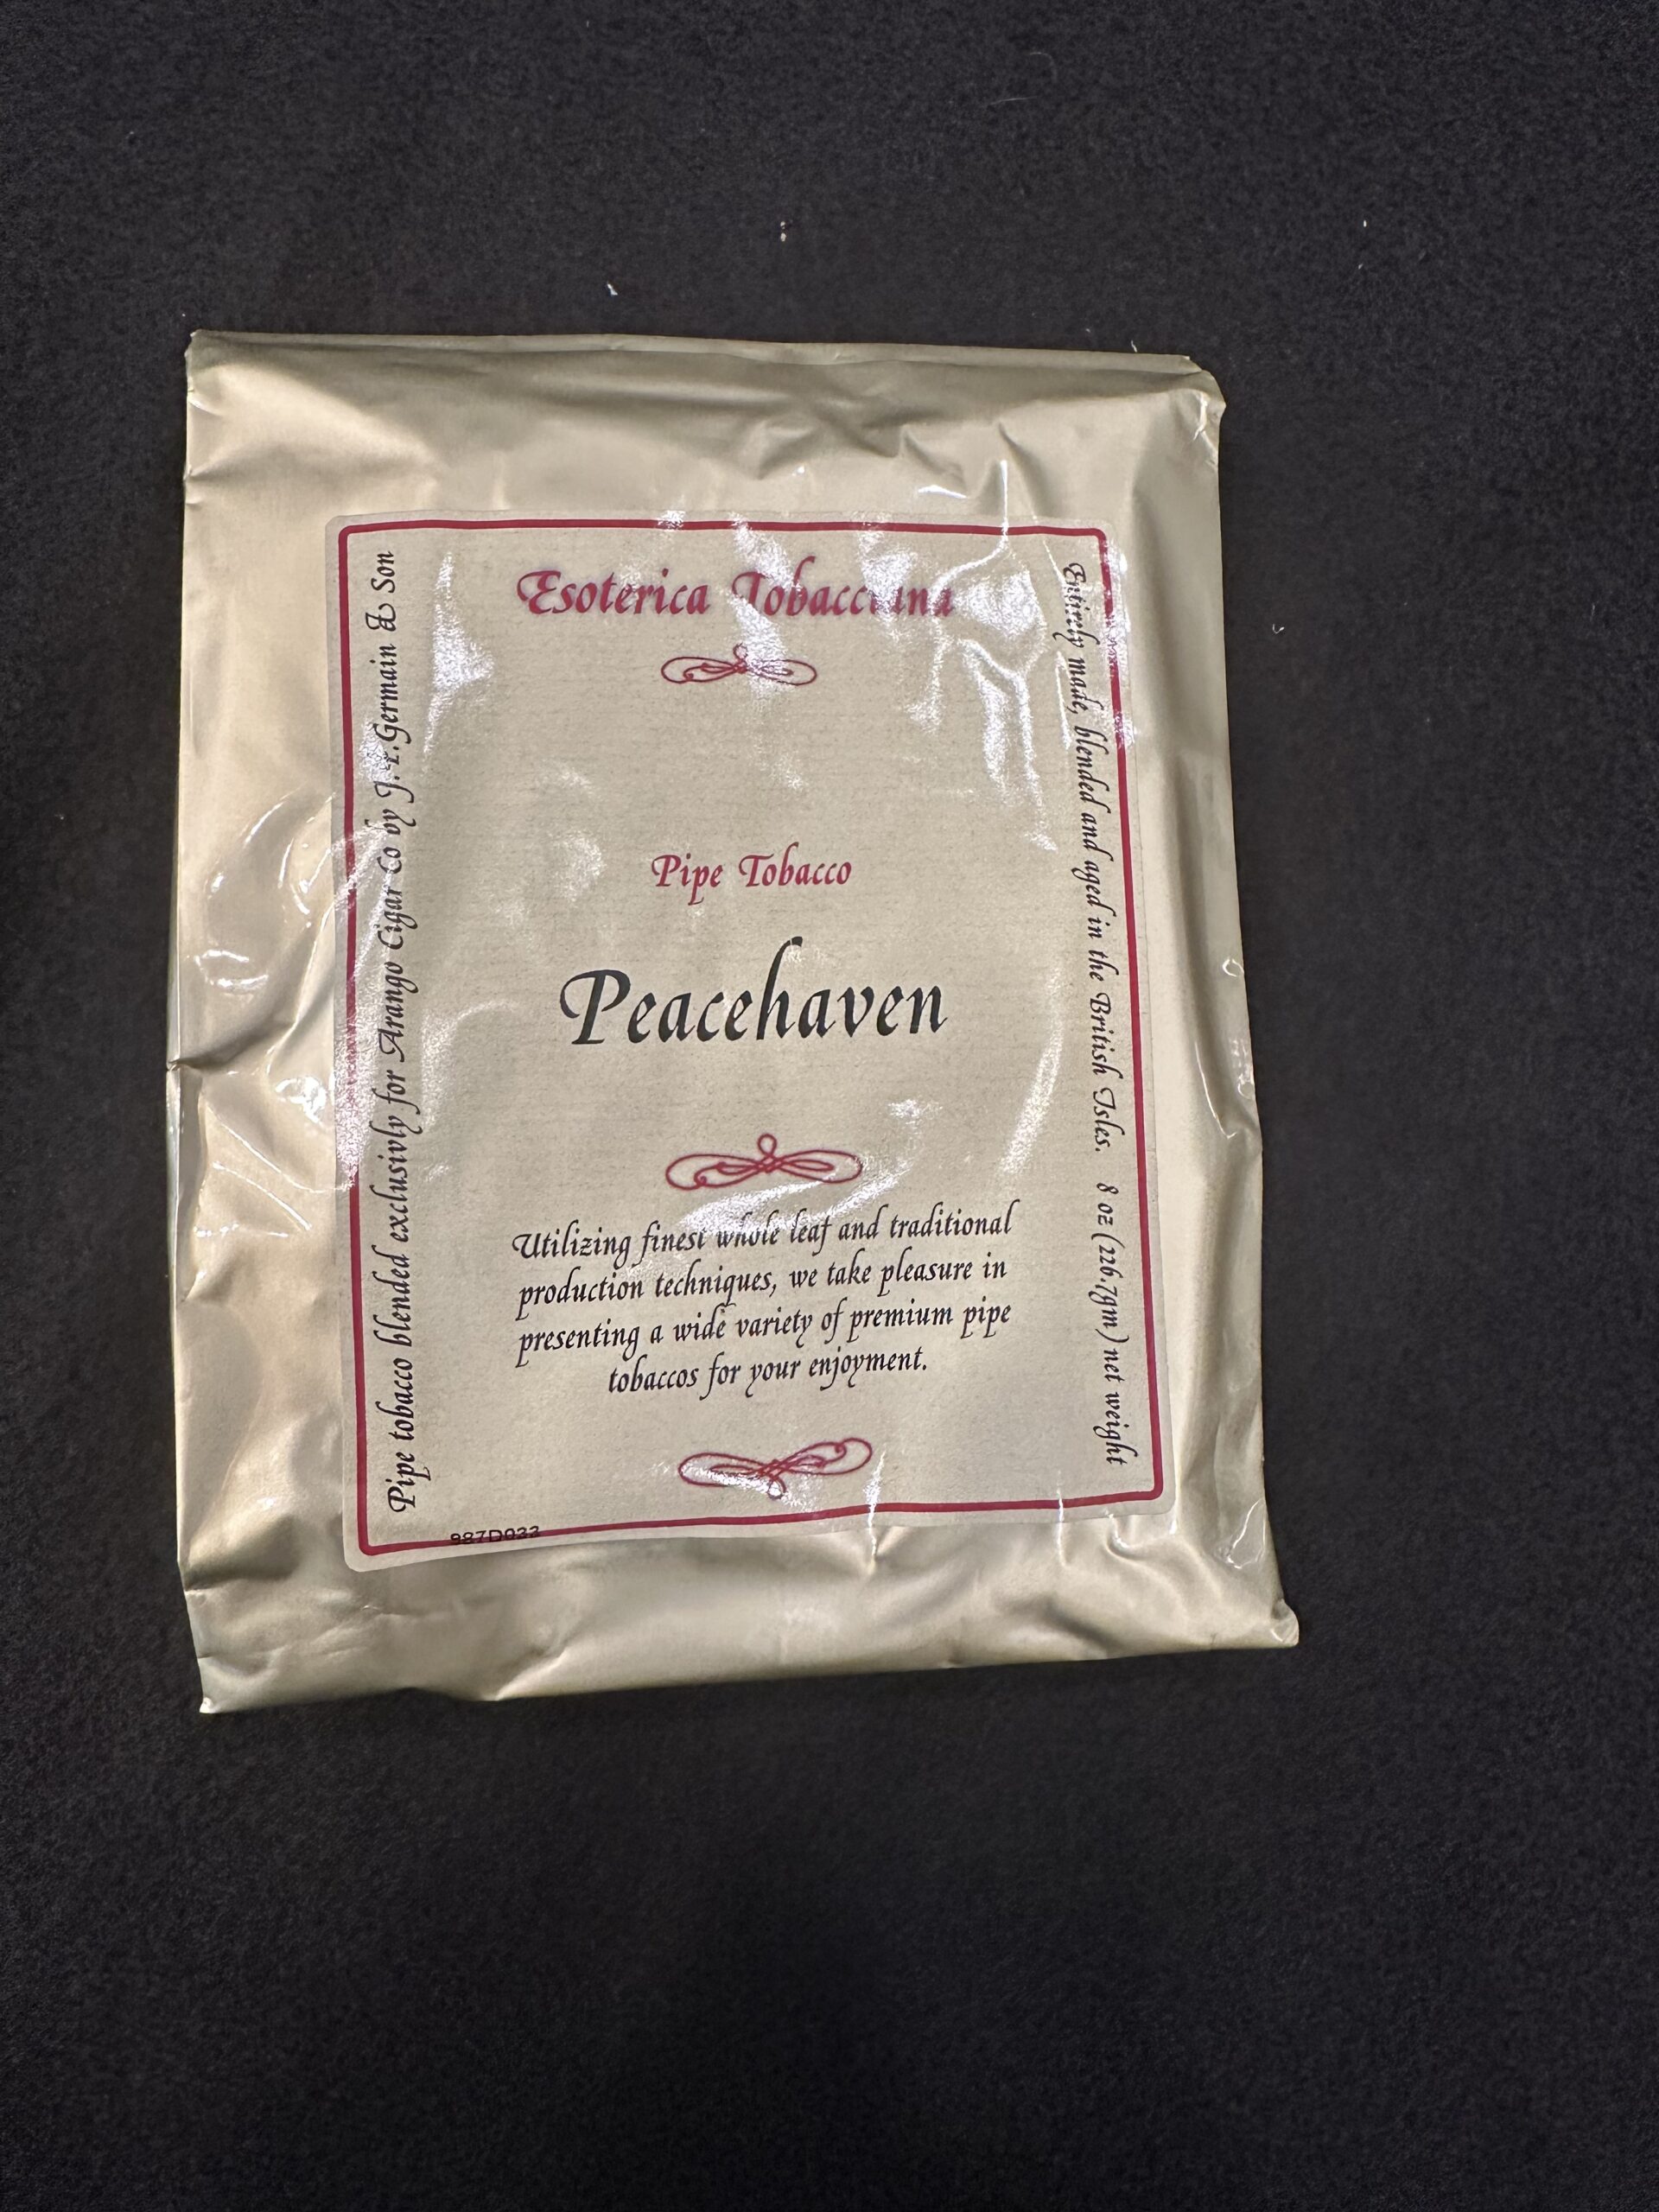 Esoterica Tobacciana
Pipe Tobacco
Peacehaven
Utilizing finest whole leaf and traditional
production techniques, we take pleasure in
presenting a wide variety of premium pipe
tobaccos for your enjoyment.
Pipe tobacco blended exclusivly for Arango Cigar Co by J.F.Germain & Son
Entirely made, blended and aged in the British Isles. 8 oz (226.7gm) net weight